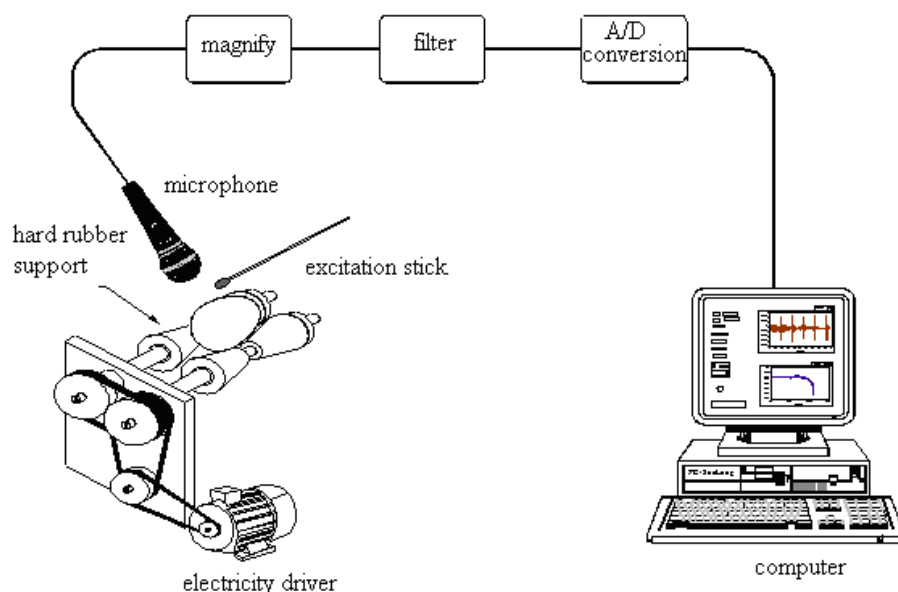 magnify
filter
A/D
conversion
microphone
hard rubber
support
excitation stick
electricity driver
computer